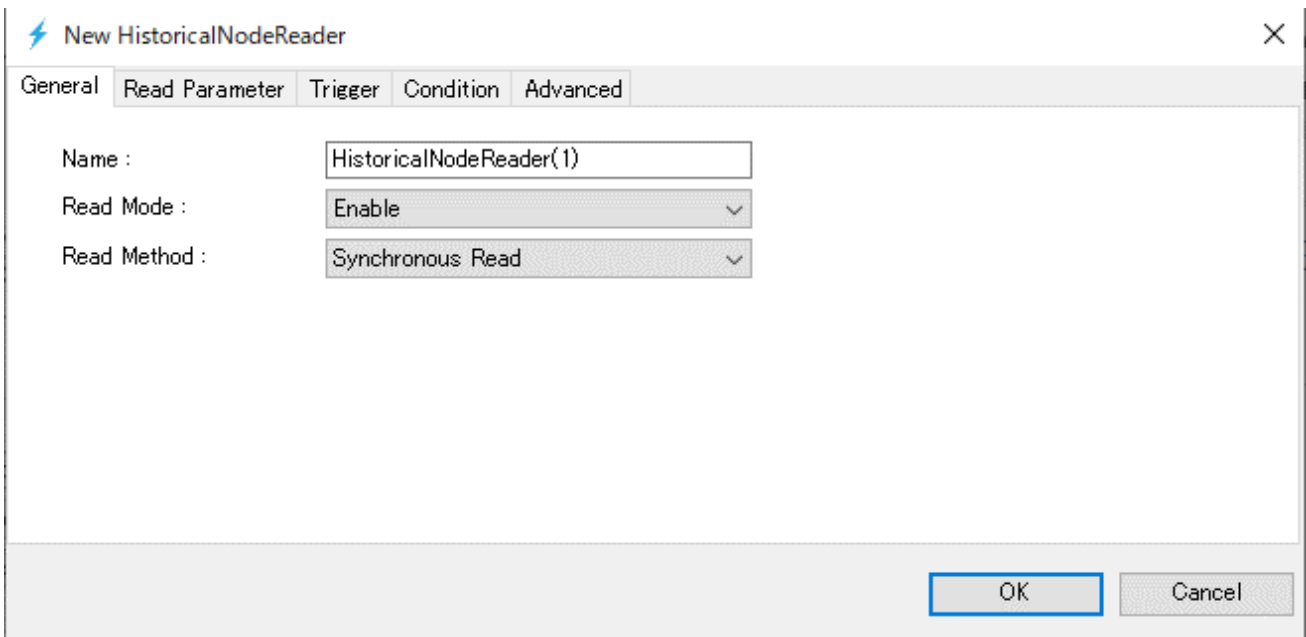 New HistoricalNodeReader
General Read Parameter Trigger Condition Advanced
Name : HistoricalNodeReader(1)
Read Mode : Enable
Read Method : Synchronous Read
OK Cancel